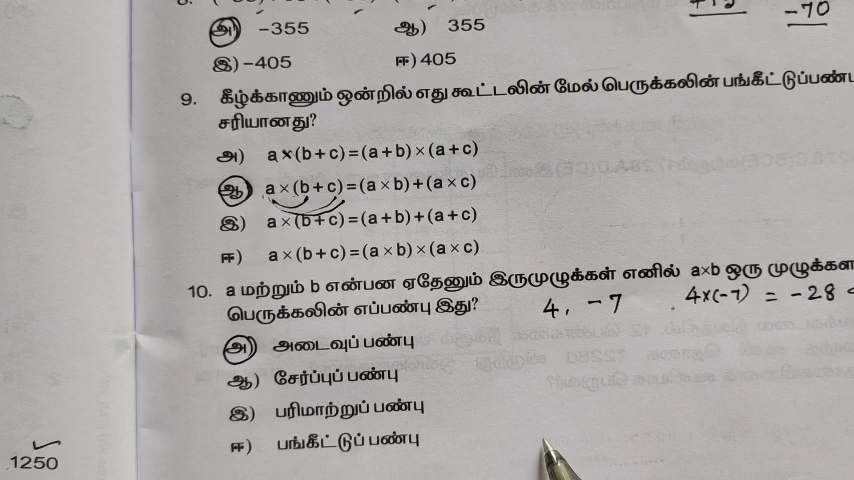 -70
அ) -355 ஆ) 355
இ) -405 ஈ) 405
9. கீழ்க்காணும் ஒன்றில் எது கூட்டலின் மேல் பெருக்கலின் பங்கீட்டுப்பண்பு
சரியானது?
அ) a×(b+c)=(a+b)×(a+c)
ஆ) a×(b+c)=(a×b)+(a×c)
இ) a×(b+c)=(a+b)+(a+c)
ஈ) a×(b+c)=(a×b)×(a×c)
10. a மற்றும் b என்பன ஏதேனும் இருமுழுக்கள் எனில் a×b ஒரு முழுக்கள
பெருக்கலின் எப்பண்பு இது? 4, -7 . 4×(-7) = -28
அ) அடைவுப் பண்பு
ஆ) சேர்ப்புப் பண்பு
இ) பரிமாற்றுப் பண்பு
ஈ) பங்கீட்டுப் பண்பு
1250